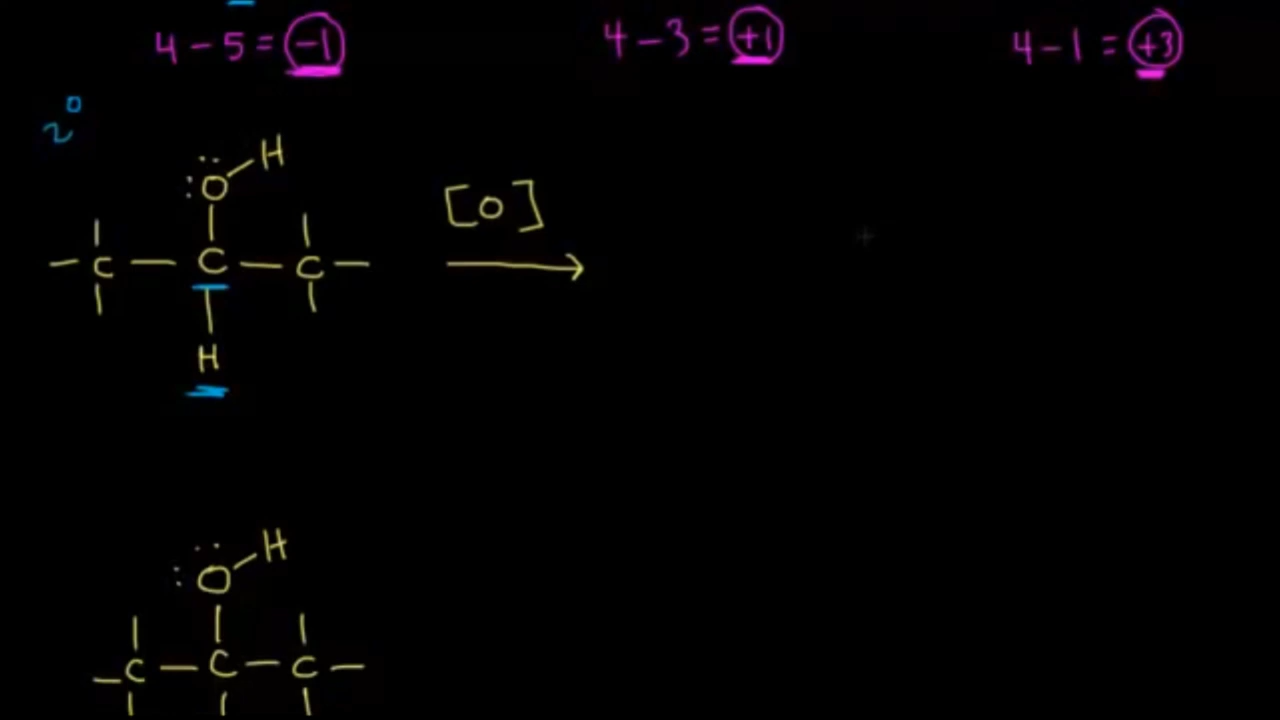 4 - 5 = -1
4 - 3 = +1
4 - 1 = +3
2°
:Ö - H
[O]
- C - C - C -
H
:Ö - H
- C - C - C -